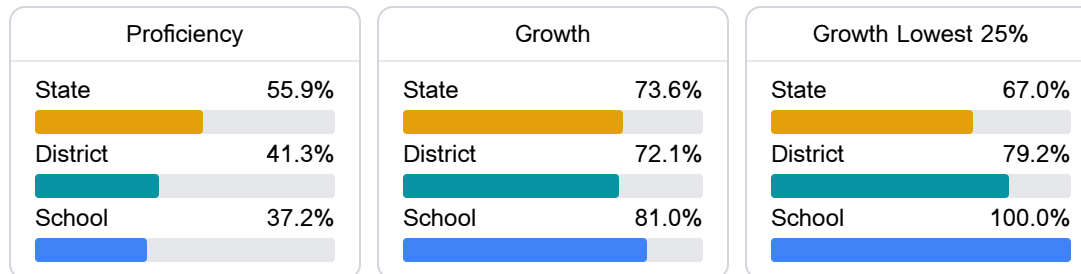 Proficiency
State 55.9%
District 41.3%
School 37.2%
Growth
State 73.6%
District 72.1%
School 81.0%
Growth Lowest 25%
State 67.0%
District 79.2%
School 100.0%